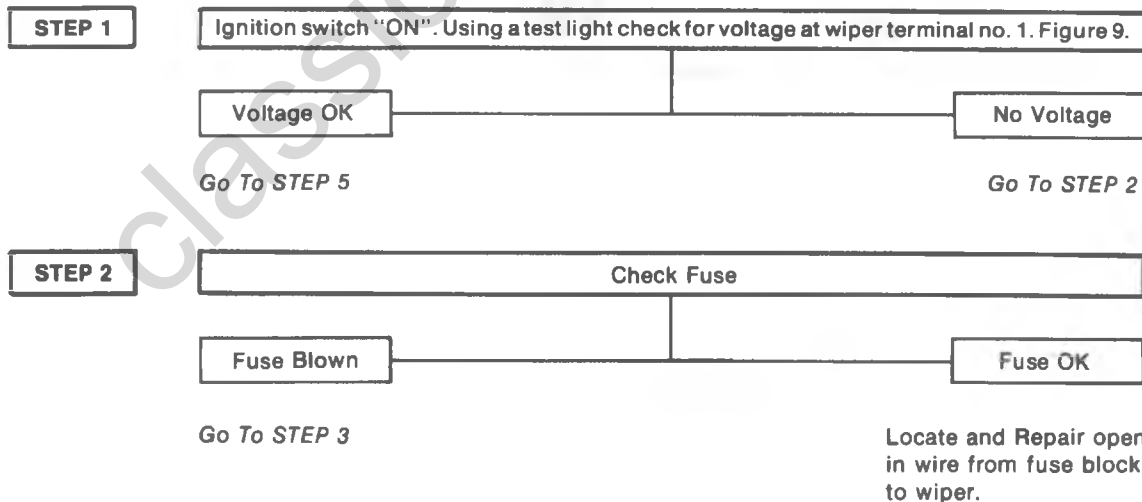 STEP 1
Ignition switch "ON". Using a test light check for voltage at wiper terminal no. 1. Figure 9.
Voltage OK
No Voltage
Go To STEP 5
Go To STEP 2
STEP 2
Check Fuse
Fuse Blown
Fuse OK
Go To STEP 3
Locate and Repair open
in wire from fuse block
to wiper.
classic